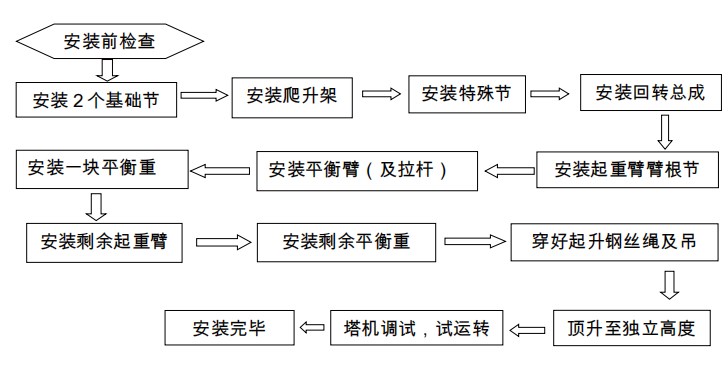 安装前检查
安装２个基础节
安装爬升架
安装特殊节
安装回转总成
安装起重臂臂根节
安装平衡臂（及拉杆）
安装一块平衡重
安装剩余起重臂
安装剩余平衡重
穿好起升钢丝绳及吊
顶升至独立高度
塔机调试，试运转
安装完毕